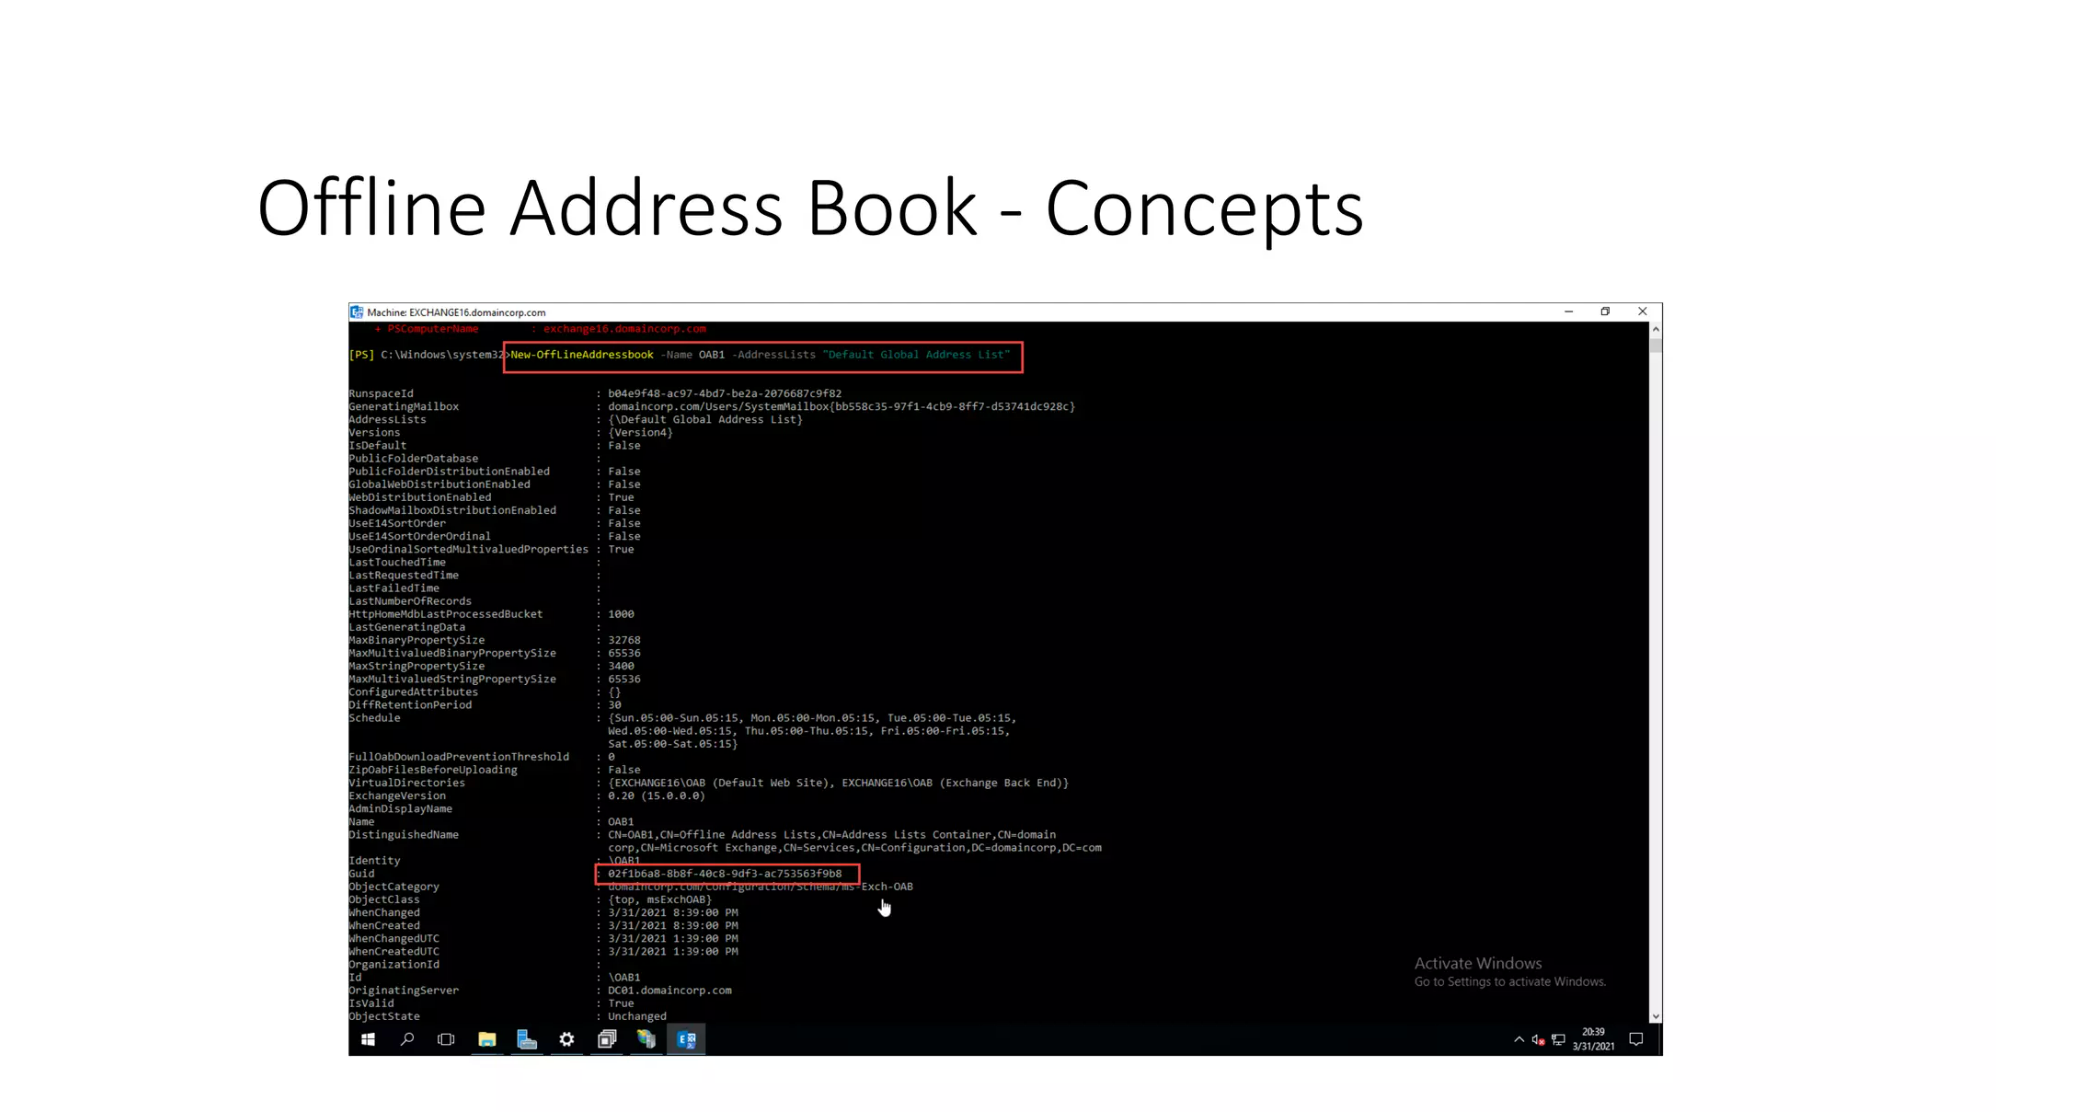 Offline Address Book - Concepts
Machine: EXCHANGE16.domaincorp.com
+ PSComputerName : exchange16.domaincorp.com
[PS] C:\Windows\system32>New-OffLineAddressbook -Name OAB1 -AddressLists "Default Global Address List"
RunspaceId : b04e9f48-ac97-4bd7-be2a-2076687c9f82
GeneratingMailbox : domaincorp.com/Users/SystemMailbox{bb558c35-97f1-4cb9-8ff7-d53741dc928c}
AddressLists : {\Default Global Address List}
Versions : {Version4}
IsDefault : False
PublicFolderDatabase :
PublicFolderDistributionEnabled : False
GlobalWebDistributionEnabled : False
WebDistributionEnabled : True
ShadowMailboxDistributionEnabled : False
UseE14SortOrder : False
UseE14SortOrderOrdinal : False
UseOrdinalSortedMultivaluedProperties : True
LastTouchedTime :
LastRequestedTime :
LastFailedTime :
LastNumberOfRecords :
HttpHomeMdbLastProcessedBucket : 1000
LastGeneratingData :
MaxBinaryPropertySize : 32768
MaxMultivaluedBinaryPropertySize : 65536
MaxStringPropertySize : 3400
MaxMultivaluedStringPropertySize : 65536
ConfiguredAttributes : {}
DiffRetentionPeriod : 30
Schedule : {Sun.05:00-Sun.05:15, Mon.05:00-Mon.05:15, Tue.05:00-Tue.05:15,
Wed.05:00-Wed.05:15, Thu.05:00-Thu.05:15, Fri.05:00-Fri.05:15,
Sat.05:00-Sat.05:15}
FullOabDownloadPreventionThreshold : 0
ZipOabFilesBeforeUploading : False
VirtualDirectories : {EXCHANGE16\OAB (Default Web Site), EXCHANGE16\OAB (Exchange Back End)}
ExchangeVersion : 0.20 (15.0.0.0)
AdminDisplayName :
Name : OAB1
DistinguishedName : CN=OAB1,CN=Offline Address Lists,CN=Address Lists Container,CN=domain
corp,CN=Microsoft Exchange,CN=Services,CN=Configuration,DC=domaincorp,DC=com
Identity : \OAB1
Guid : 02f1b6a8-8b8f-40c8-9df3-ac753563f9b8
ObjectCategory : domaincorp.com/Configuration/Schema/ms-Exch-OAB
ObjectClass : {top, msExchOAB}
WhenChanged : 3/31/2021 8:39:00 PM
WhenCreated : 3/31/2021 8:39:00 PM
WhenChangedUTC : 3/31/2021 1:39:00 PM
WhenCreatedUTC : 3/31/2021 1:39:00 PM
OrganizationId :
Id : \OAB1
OriginatingServer : DC01.domaincorp.com
IsValid : True
ObjectState : Unchanged
Activate Windows
Go to Settings to activate Windows.
20:39
3/31/2021